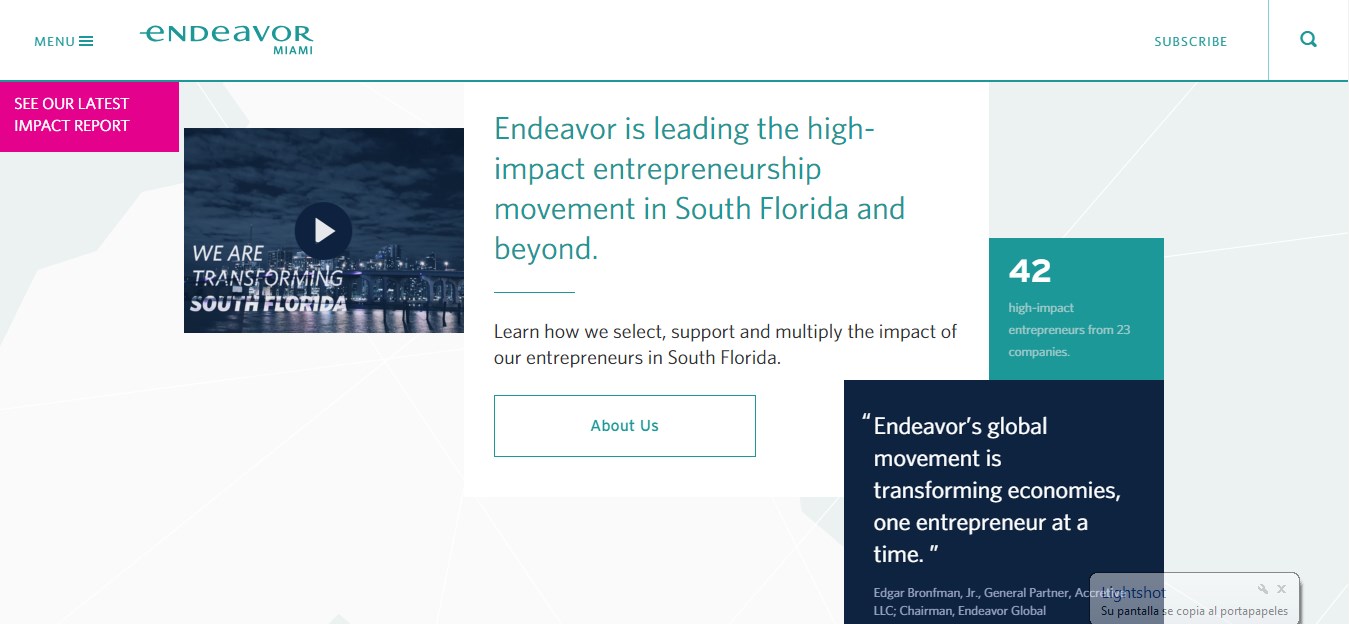 MENU
ENDEAVOR
MIAMI
SUBSCRIBE
SEE OUR LATEST
IMPACT REPORT
WE ARE
TRANSFORMING
SOUTH FLORIDA
Endeavor is leading the high-
impact entrepreneurship
movement in South Florida and
beyond.
Learn how we select, support and multiply the impact of
our entrepreneurs in South Florida.
About Us
42
high-impact
entrepreneurs from 23
companies.
“Endeavor’s global
movement is
transforming economies,
one entrepreneur at a
time. ”
Edgar Bronfman, Jr., General Partner, Accretive
LLC; Chairman, Endeavor Global
Lightshot
Su pantalla se copia al portapapeles